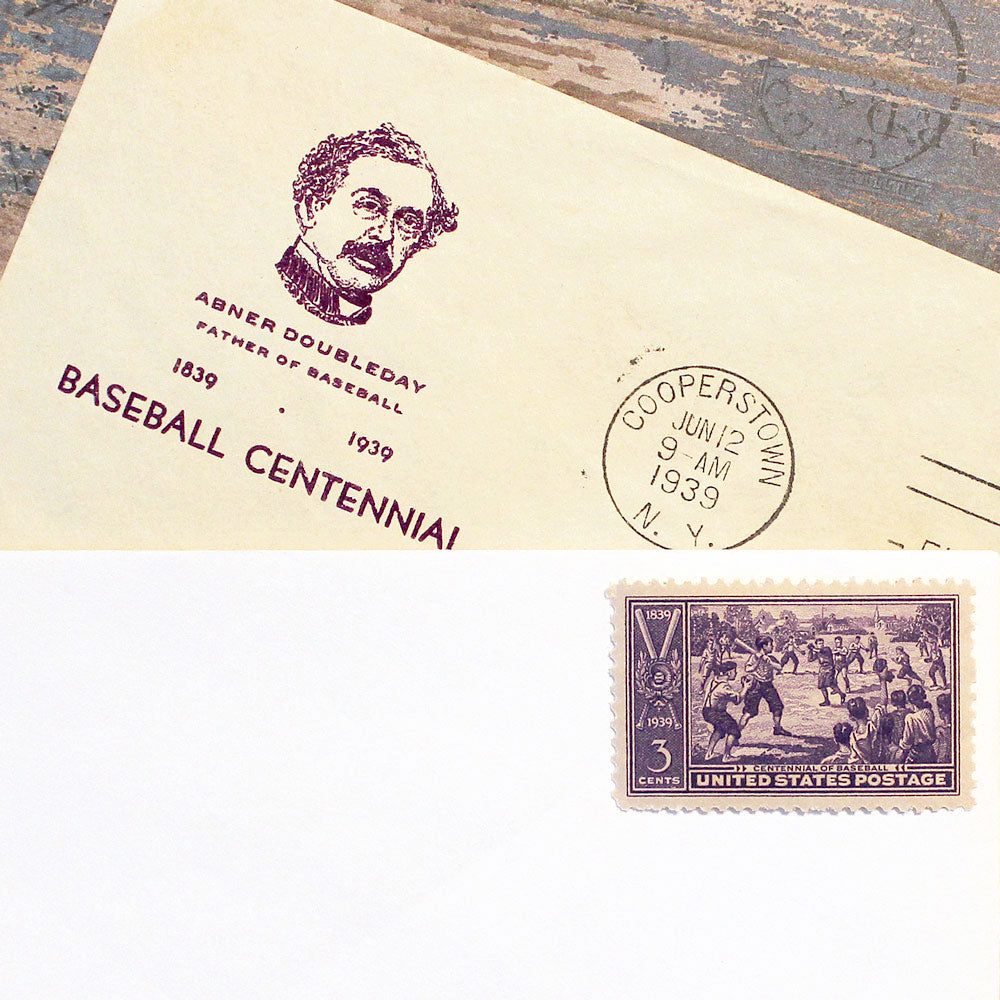 ABNER DOUBLEDAY
FATHER OF BASEBALL
1839
1939
BASEBALL CENTENNIAL
COOPERSTOWN
JUN 12
9-AM
1939
N. Y.
1839
1939
3
CENTS
CENTENNIAL OF BASEBALL
UNITED STATES POSTAGE